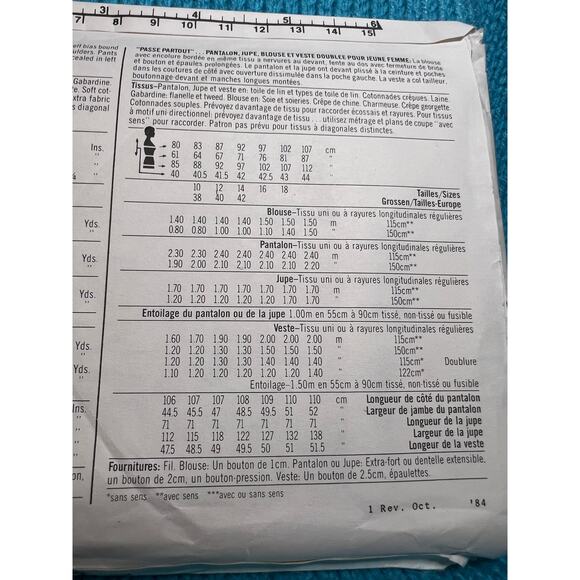 3 4 5 6
7 8 9 10 11 12 13 14 15
elf bias bound
ulders. Pants
cealed in left
Gabardine.
e. Soft cot-
xtra fabric
s diagonal
Ins.
"
"
"
Yds.
"
Yds.
"
Yds.
"
Yds.
"
"
"
Ins.
"
"
"
"
on,
"PASSE PARTOUT"... PANTALON, JUPE, BLOUSE ET VESTE DOUBLÉE POUR JEUNE FEMME: La blouse
avec encolure bordée en même tissu a nervures au devant, fente au dos avec fermeture de bride
et bouton et épaules prolongées. Le pantalon et la jupe ont devant plissé à la ceinture et poches
dans les coutures de côté avec ouverture dissimulée dans la poche gauche. La veste a col tailleur,
boutonnage-devant et manches longues montées.
Tissus–Pantalon, Jupe et veste en: toile de lin et types de toile de lin. Cotonnades crêpues. Laine.
Gabardine: flanelle et tweed. Blouse en: Soie et soieries. Crêpe de chine. Charmeuse. Crêpe georgette.
Cotonnades souples. Prévoyez davantage de tissu pour raccorder écossais et rayures. Pour tissus
à motif uni directionnel: prévoyez davantage de tissu... utilisez métrage et plans de coupe "avec
sens" pour raccorder. Patron pas prévu pour tissus à diagonales distinctes.
80 83 87 92 97 102 107 cm
61 64 67 71 76 81 87 "
85 88 92 97 102 107 112 "
40 40.5 41.5 42 42.5 43 44 "
10 12 14 16 18 Tailles/Sizes
38 40 42 Grossen/Tailles-Europe
Blouse–Tissu uni ou à rayures longitudinales régulières
1.40 1.40 1.40 1.40 1.50 1.50 1.50 m 115cm**
0.80 0.80 1.00 1.00 1.10 1.40 1.50 " 150cm**
Pantalon–Tissu uni ou à rayures longitudinales régulières
2.30 2.30 2.40 2.40 2.40 2.40 2.40 m 115cm**
1.90 2.00 2.10 2.10 2.10 2.10 2.20 " 150cm**
Jupe–Tissu uni ou à rayures longitudinales régulières
1.70 1.70 1.70 1.70 1.70 1.70 1.70 m 115cm**
1.20 1.20 1.20 1.20 1.20 1.20 1.20 " 150cm**
Entoilage du pantalon ou de la jupe 1.00m en 55cm à 90cm tissé, non-tissé ou fusible
Veste–Tissu uni ou à rayures longitudinales régulières
1.60 1.70 1.90 1.90 2.00 2.00 2.00 m 115cm**
1.20 1.20 1.30 1.30 1.50 1.50 1.50 " 150cm**
1.20 1.20 1.30 1.30 1.40 1.40 1.40 " 115cm* Doublure
1.10 1.20 1.20 1.20 1.20 1.40 1.40 " 122cm*
Entoilage–1.50m en 55cm à 90cm tissé, non-tissé ou fusible
106 107 107 108 109 110 110 cm Longueur de côté du pantalon
44.5 45.5 47 48.5 49.5 51 52 " Largeur de jambe du pantalon
71 71 71 71 71 71 71 " Longueur de la jupe
112 115 118 122 127 132 138 " Largeur de la jupe
47.5 48.5 49 49.5 50 51 51.5 " Longueur de la veste
Fournitures: Fil. Blouse: Un bouton de 1cm. Pantalon ou Jupe: Extra-fort ou dentelle extensible,
un bouton de 2cm, un bouton-pression. Veste: Un bouton de 2.5cm, épaulettes.
*sans sens **avec sens ***avec ou sans sens
1 Rev. Oct. '84